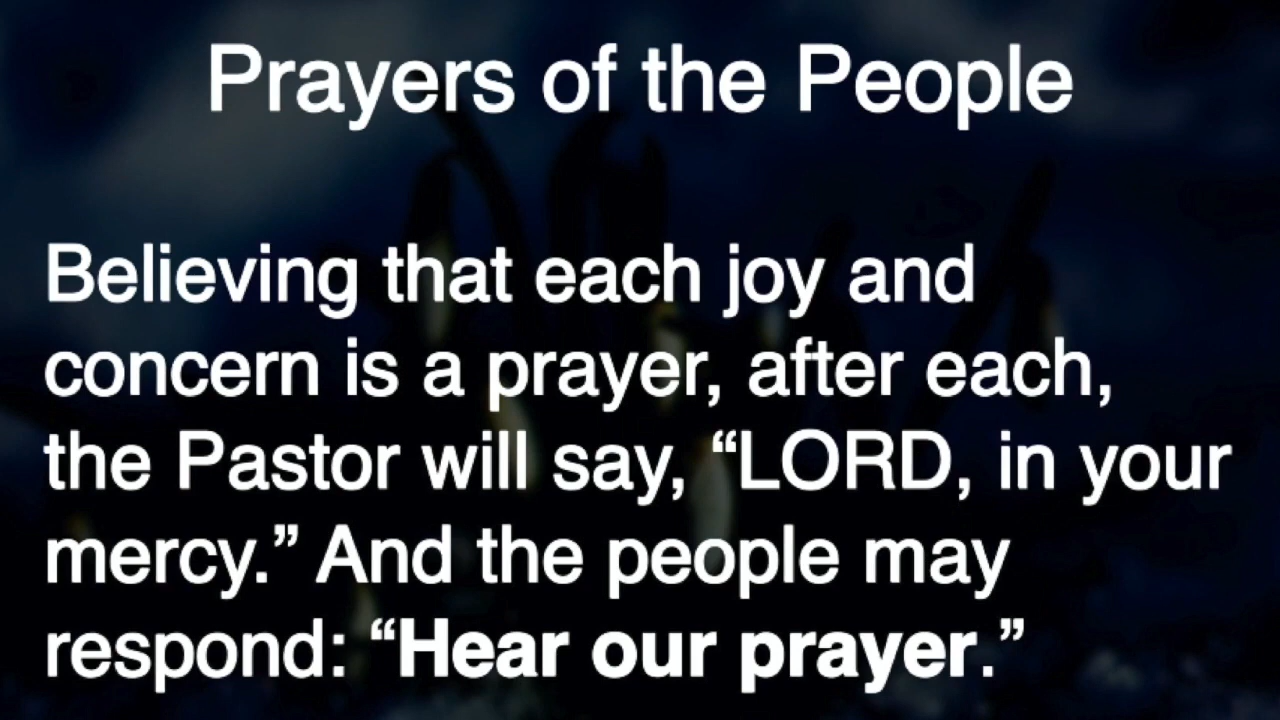 Prayers of the People
Believing that each joy and
concern is a prayer, after each,
the Pastor will say, “LORD, in your
mercy.” And the people may
respond: “Hear our prayer.”